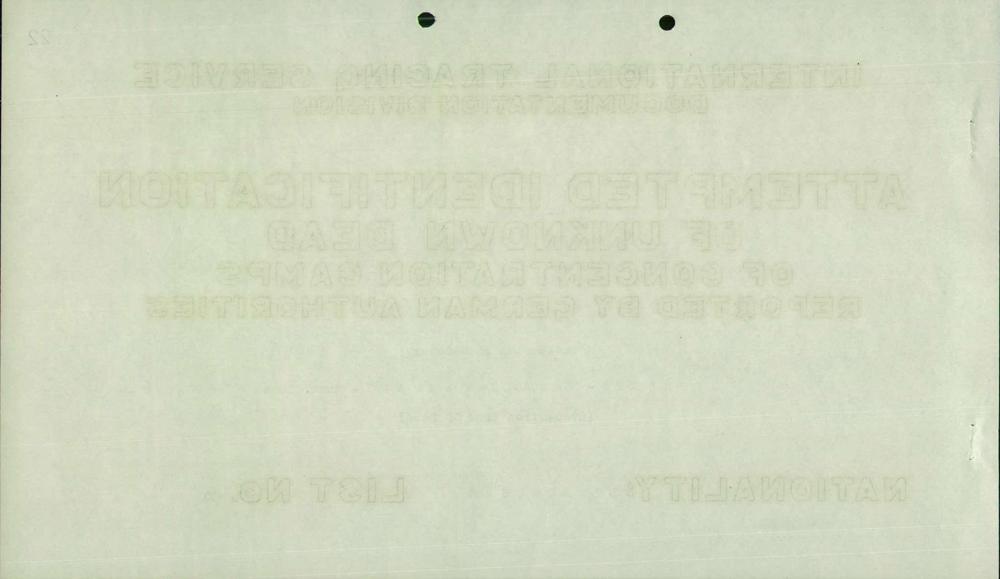 22
INTERNATIONAL TRACING SERVICE
DOCUMENTATION DIVISION
ATTEMPTED IDENTIFICATION
OF UNKNOWN DEAD
OF CONCENTRATION CAMPS
REPORTED BY GERMAN AUTHORITIES
NATIONALITY: LIST No.